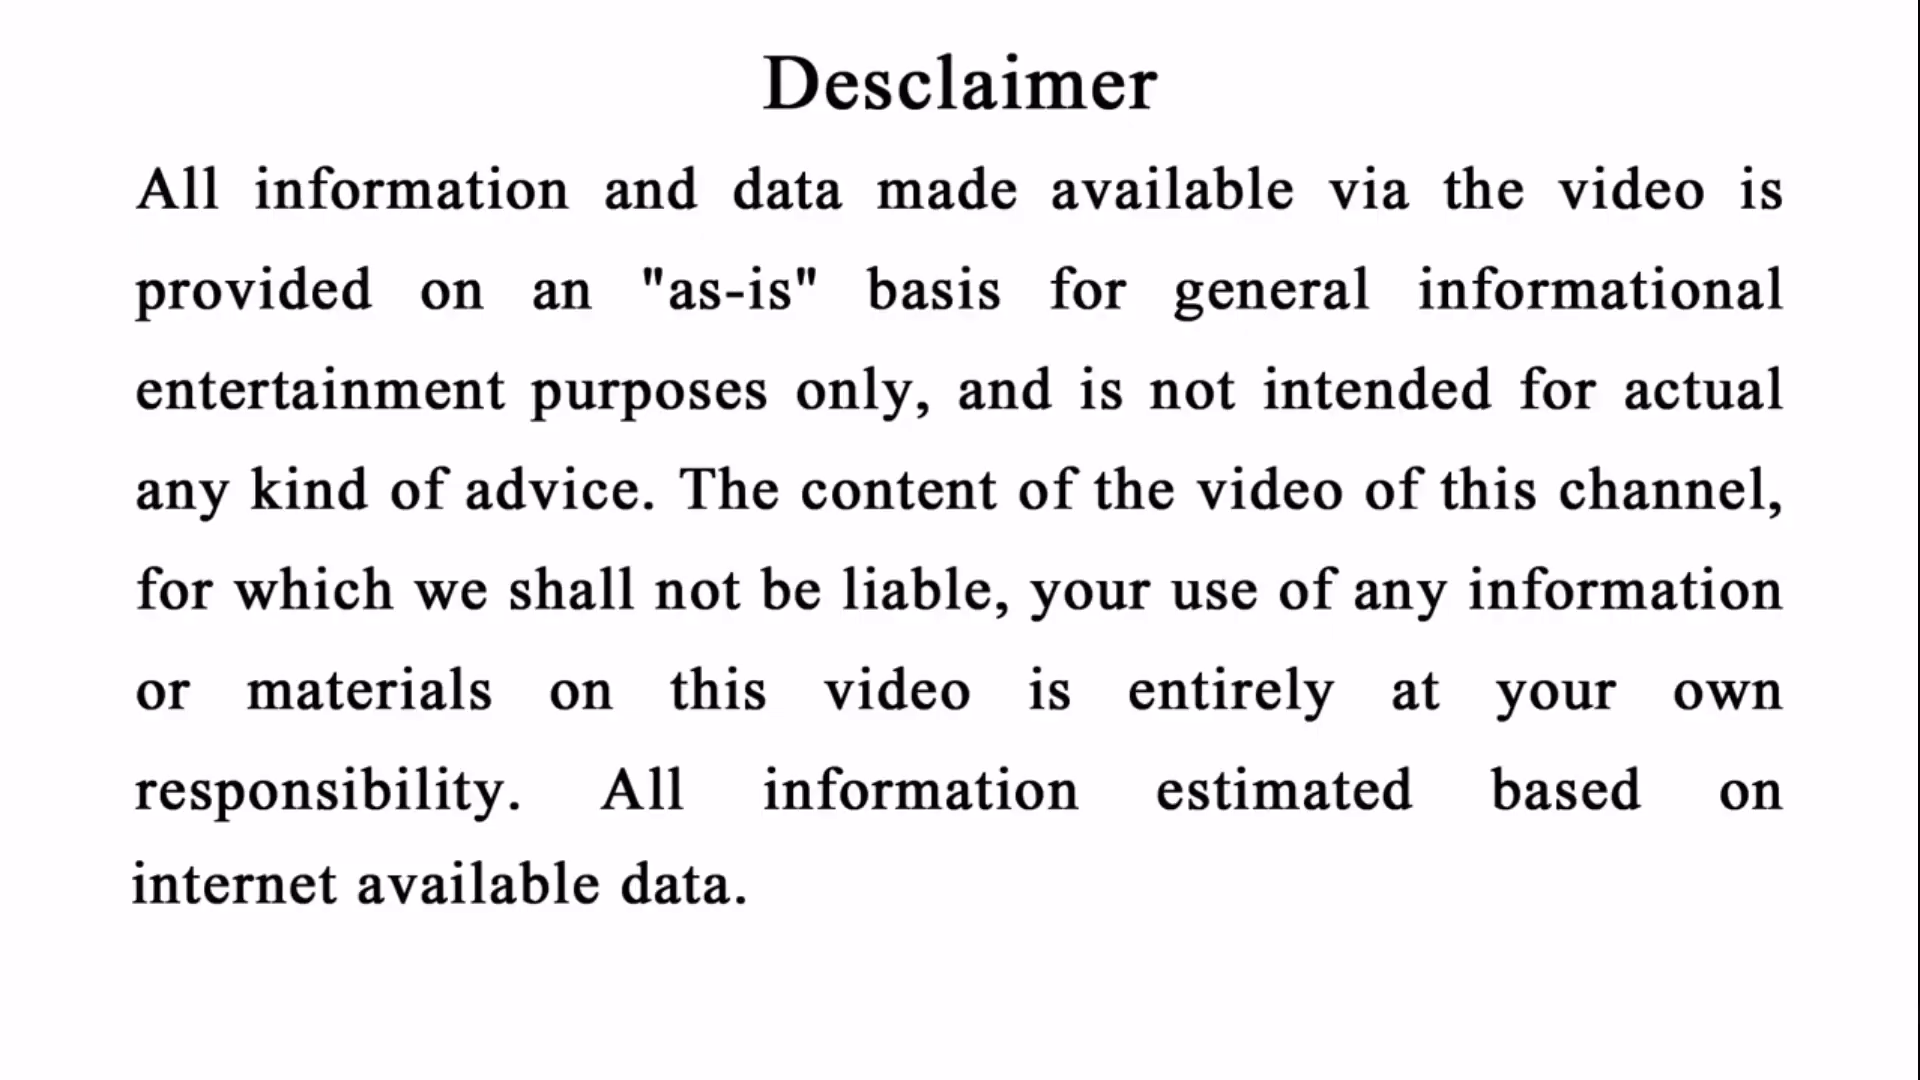 Desclaimer
All information and data made available via the video is
provided on an "as-is" basis for general informational
entertainment purposes only, and is not intended for actual
any kind of advice. The content of the video of this channel,
for which we shall not be liable, your use of any information
or materials on this video is entirely at your own
responsibility. All information estimated based on
internet available data.